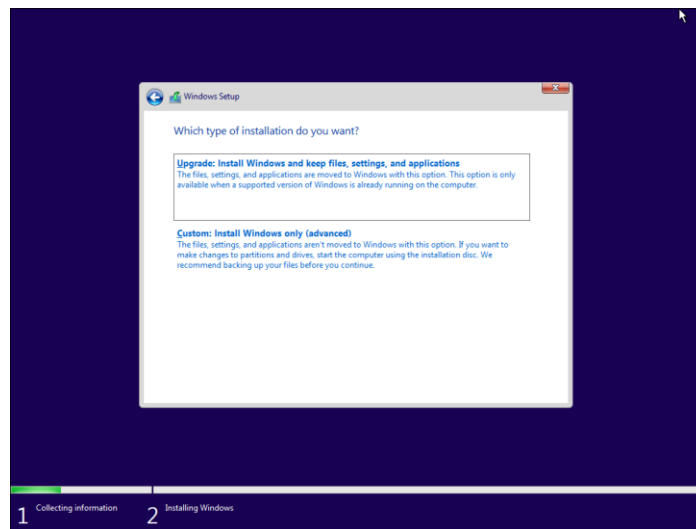 Windows Setup
Which type of installation do you want?
Upgrade: Install Windows and keep files, settings, and applications
The files, settings, and applications are moved to Windows with this option. This option is only
available when a supported version of Windows is already running on the computer.
Custom: Install Windows only (advanced)
The files, settings, and applications aren't moved to Windows with this option. If you want to
make changes to partitions and drives, start the computer using the installation disc. We
recommend backing up your files before you continue.
1 Collecting information
2 Installing Windows